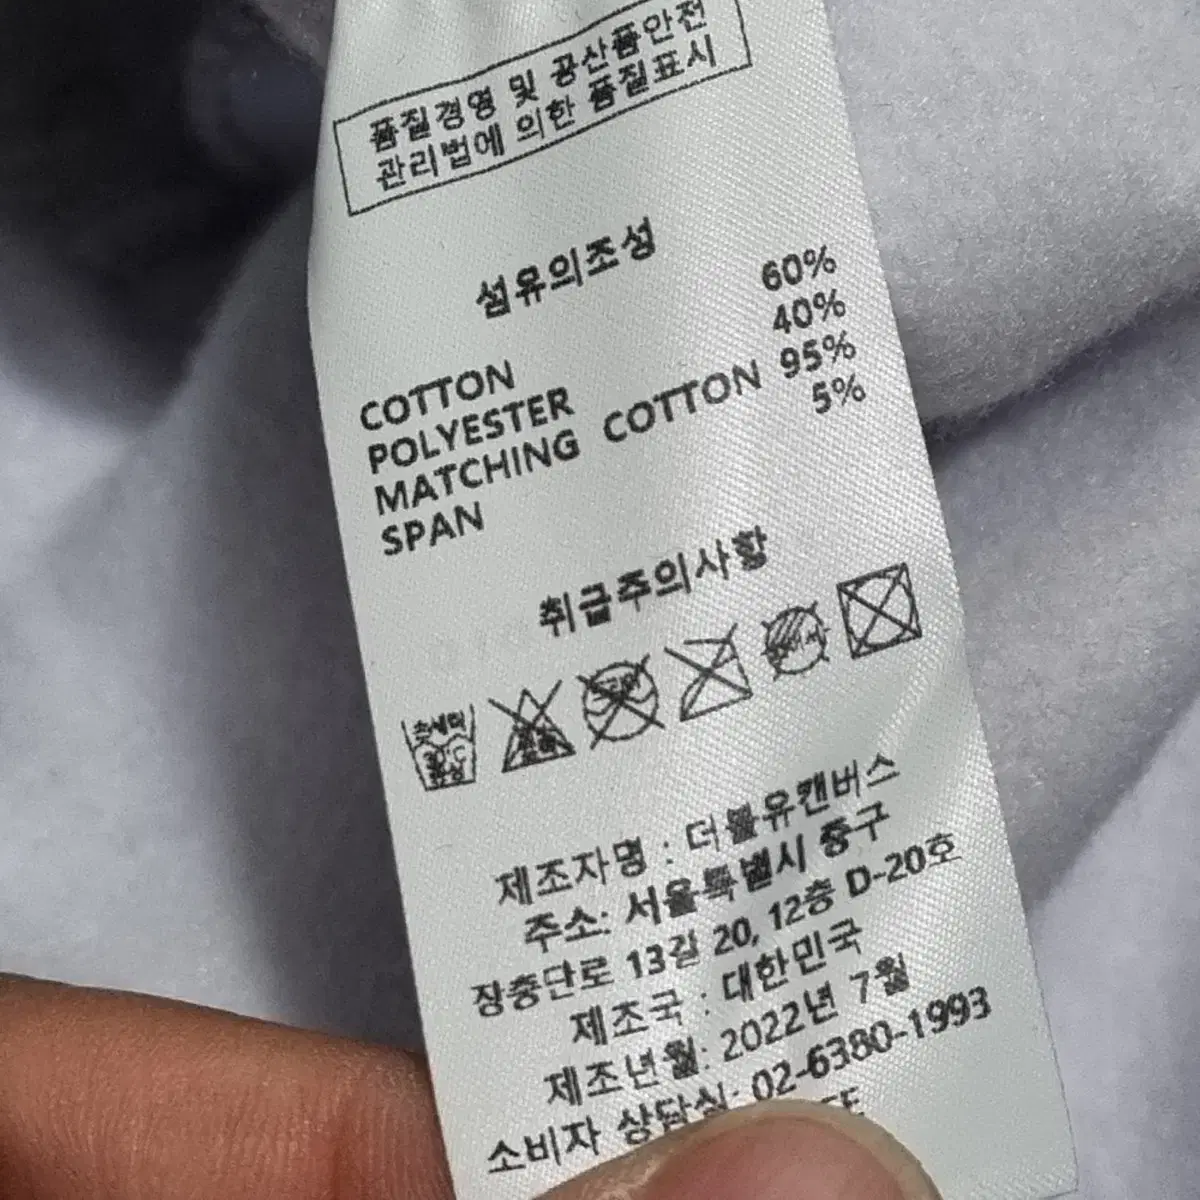 품질경영 및 공산품안전
관리법에 의한 품질표시
섬유의조성
COTTON 60%
POLYESTER 40%
MATCHING COTTON 95%
SPAN 5%
취급주의사항
제조자명 : 더블유캔버스
주소: 서울특별시 중구
장충단로 13길 20, 12층 D-20호
제조국 : 대한민국
제조년월: 2022년 7월
소비자 상담실: 02-6380-1993